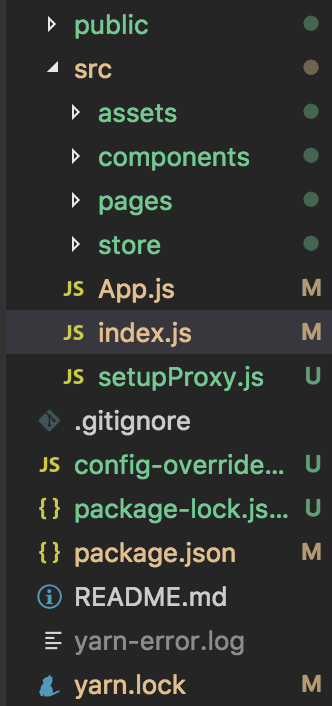 public
src
assets
components
pages
store
JS App.js M
JS index.js M
JS setupProxy.js U
.gitignore
JS config-override... U
{} package-lock.js... U
{} package.json M
README.md
yarn-error.log
yarn.lock M